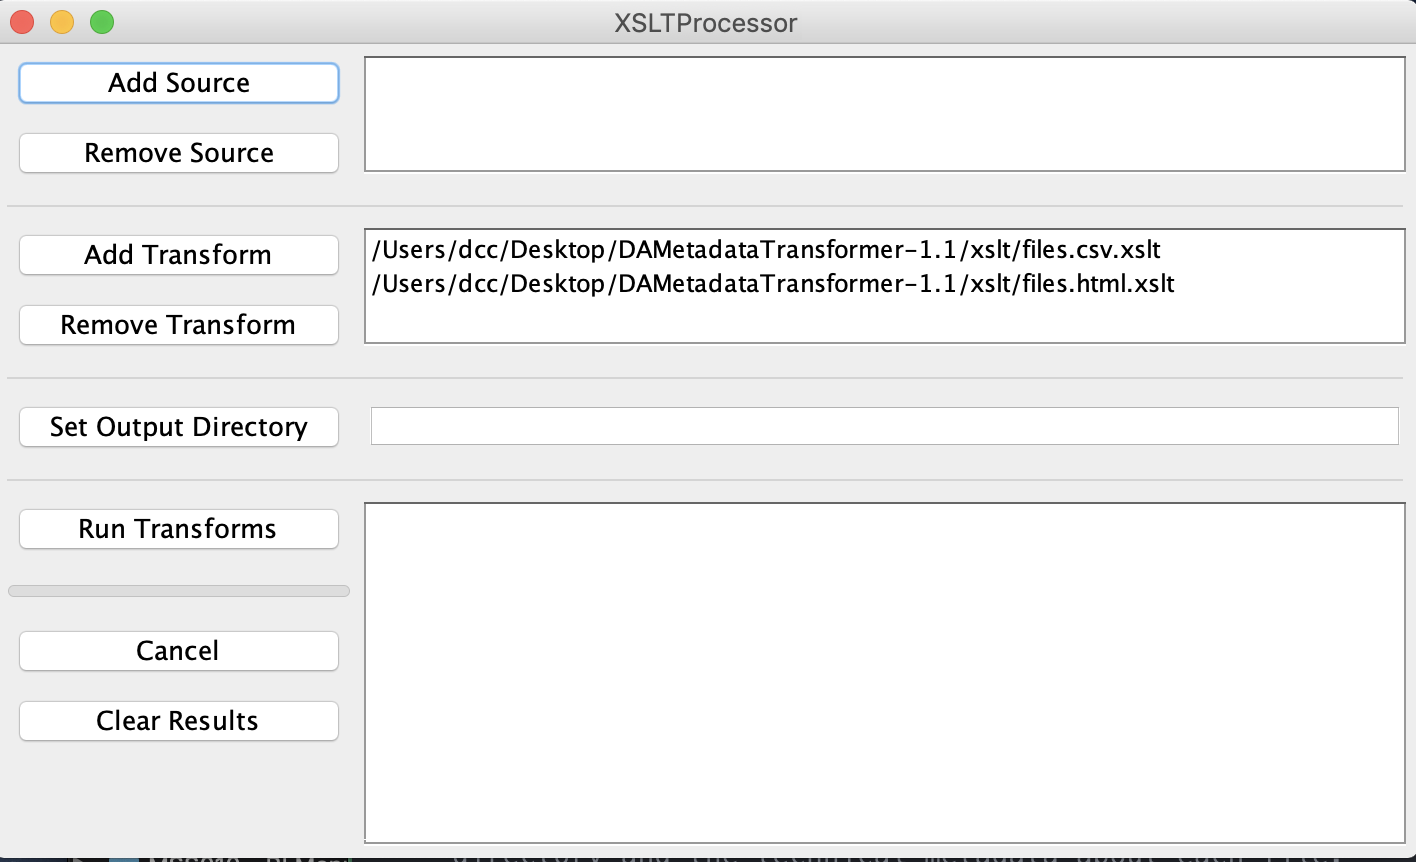 XSLTProcessor
Add Source
Remove Source
Add Transform
/Users/dcc/Desktop/DAMetadataTransformer-1.1/xslt/files.csv.xslt
/Users/dcc/Desktop/DAMetadataTransformer-1.1/xslt/files.html.xslt
Remove Transform
Set Output Directory
Run Transforms
Cancel
Clear Results